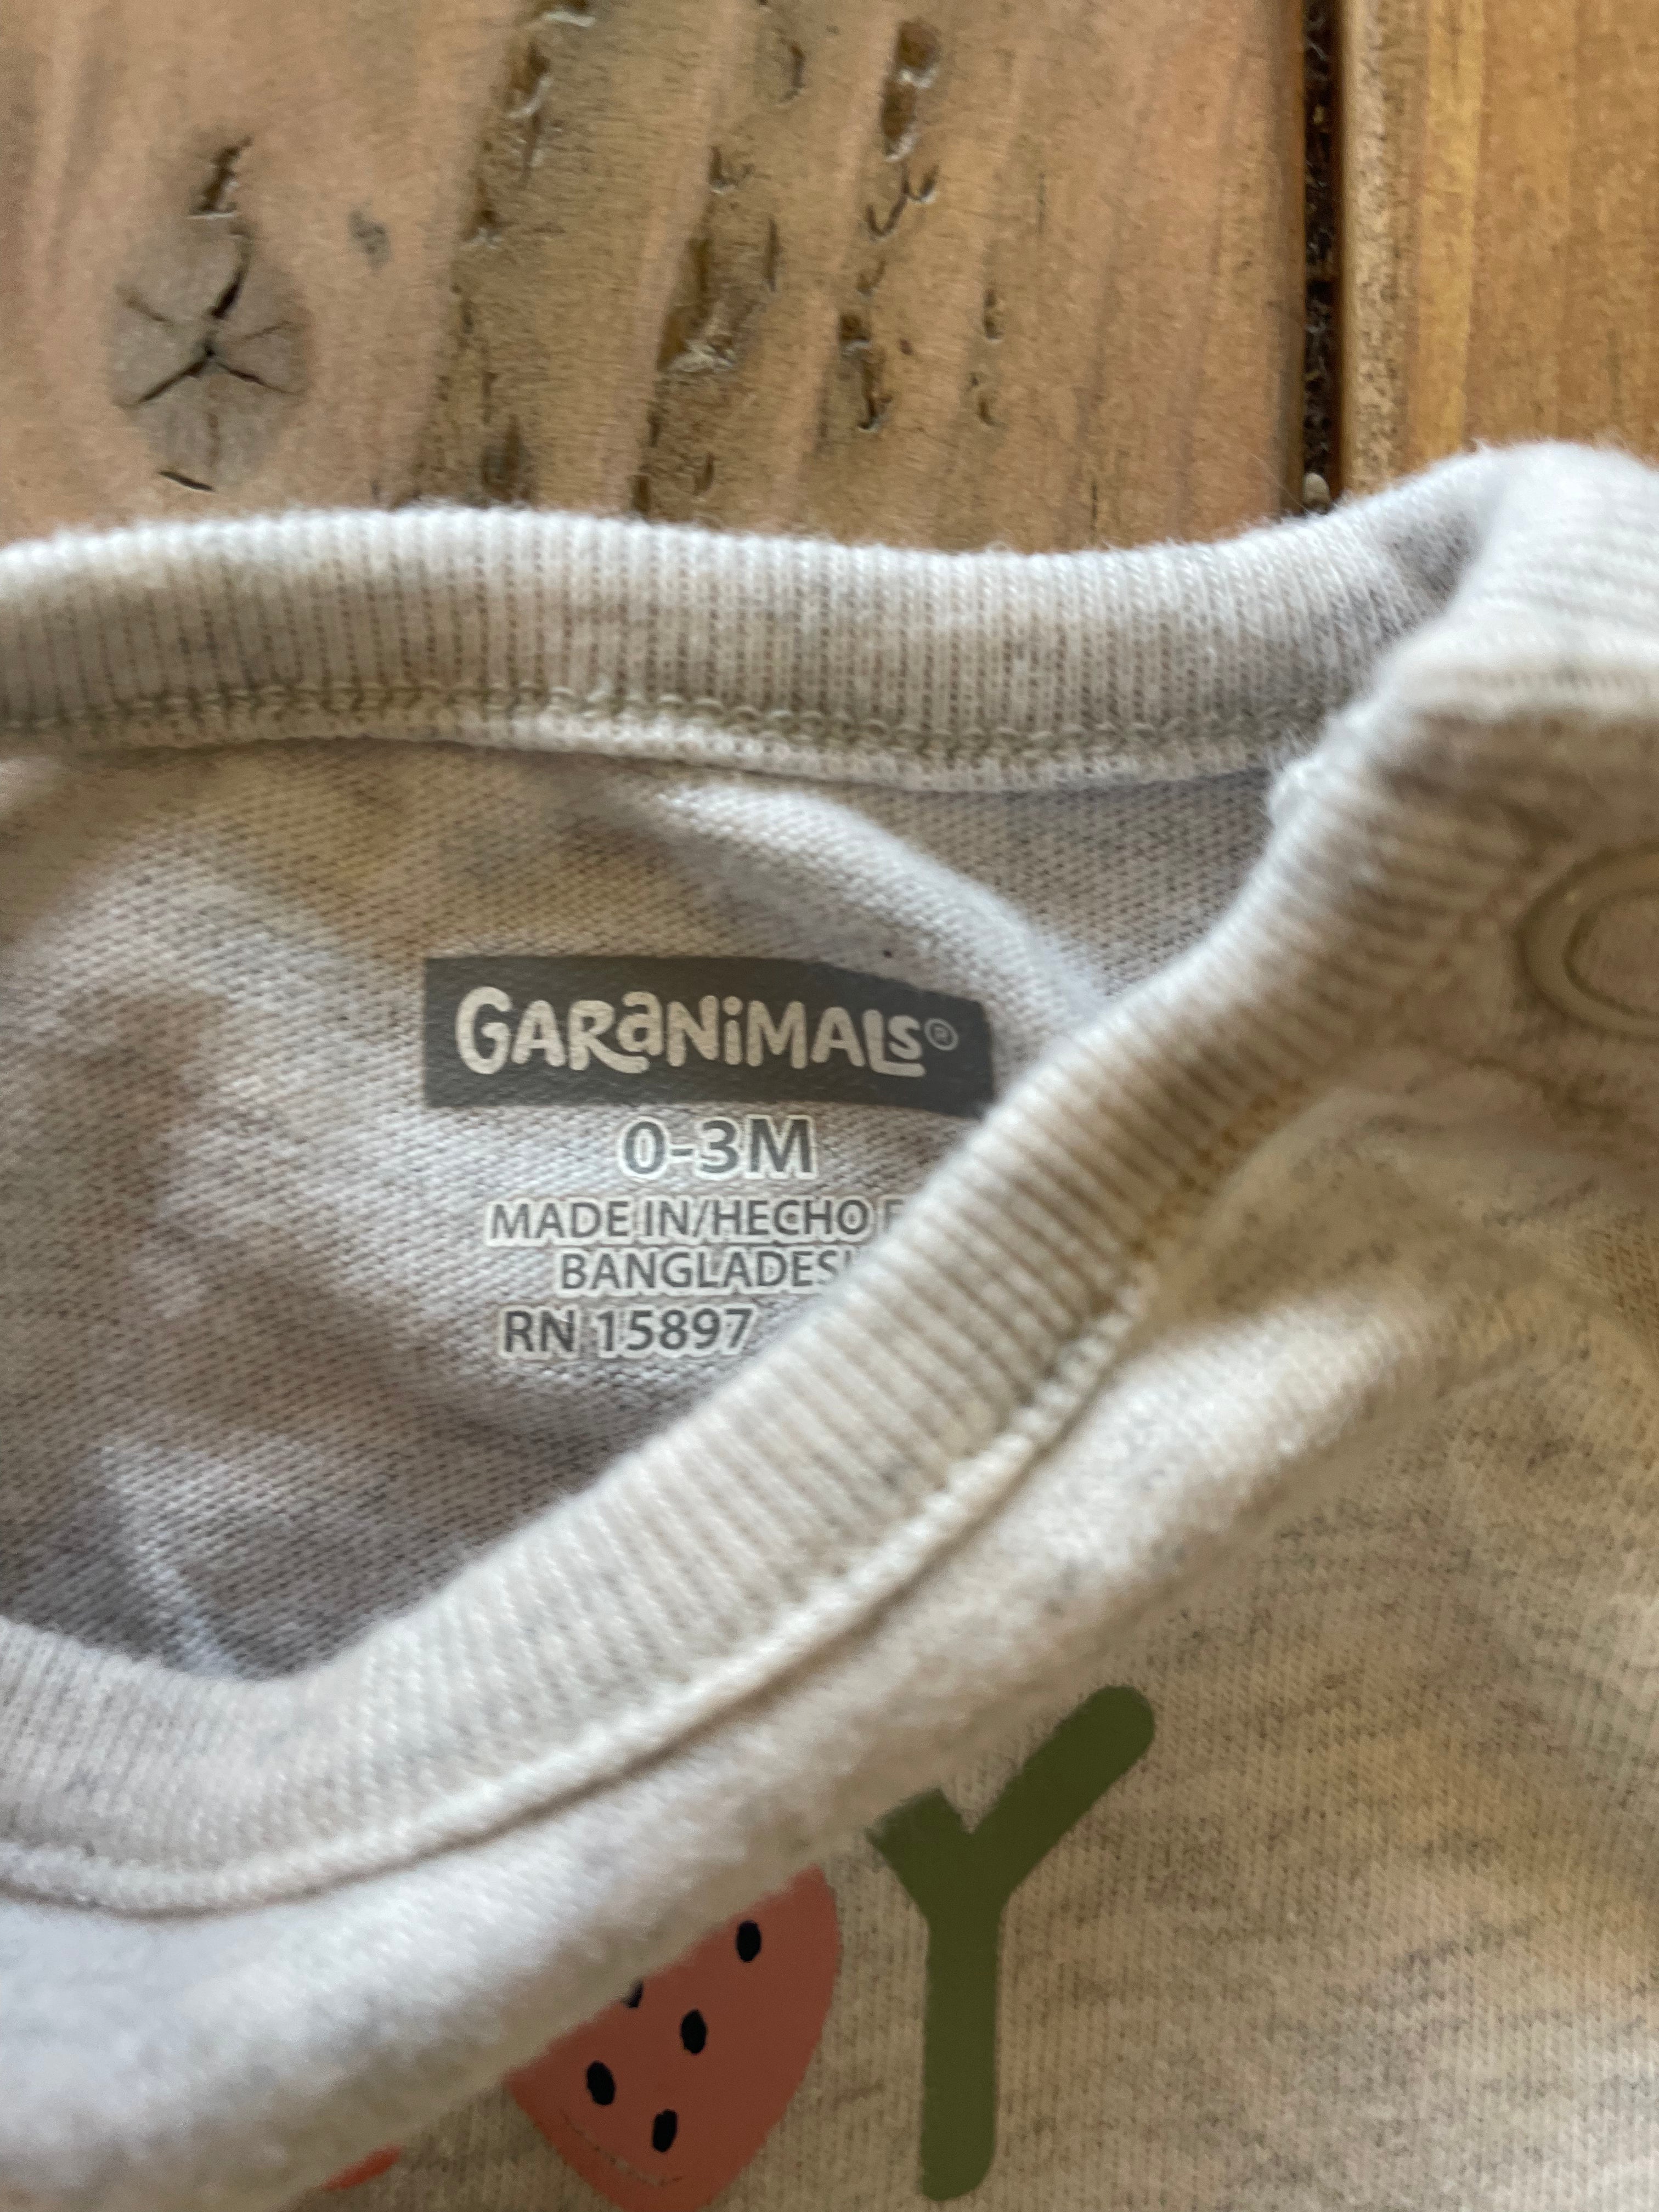 GARANIMALS®
0-3M
MADE IN/HECHO
BANGLADES
RN 15897
Y